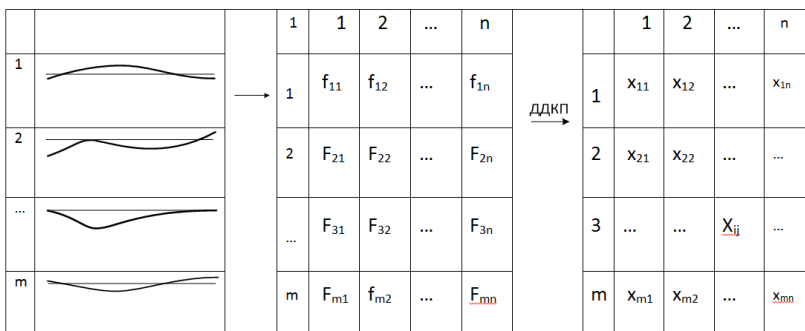 1 1 2 ... n 1 2 ... n
1 1 f11 f12 ... f1n 1 x11 x12 ... x1n
ДДКП
2 2 F21 F22 ... F2n 2 x21 x22 ... ...
... ... F31 F32 ... F3n 3 ... ... Xij ...
m m Fm1 fm2 ... Fmn m xm1 xm2 ... xmn